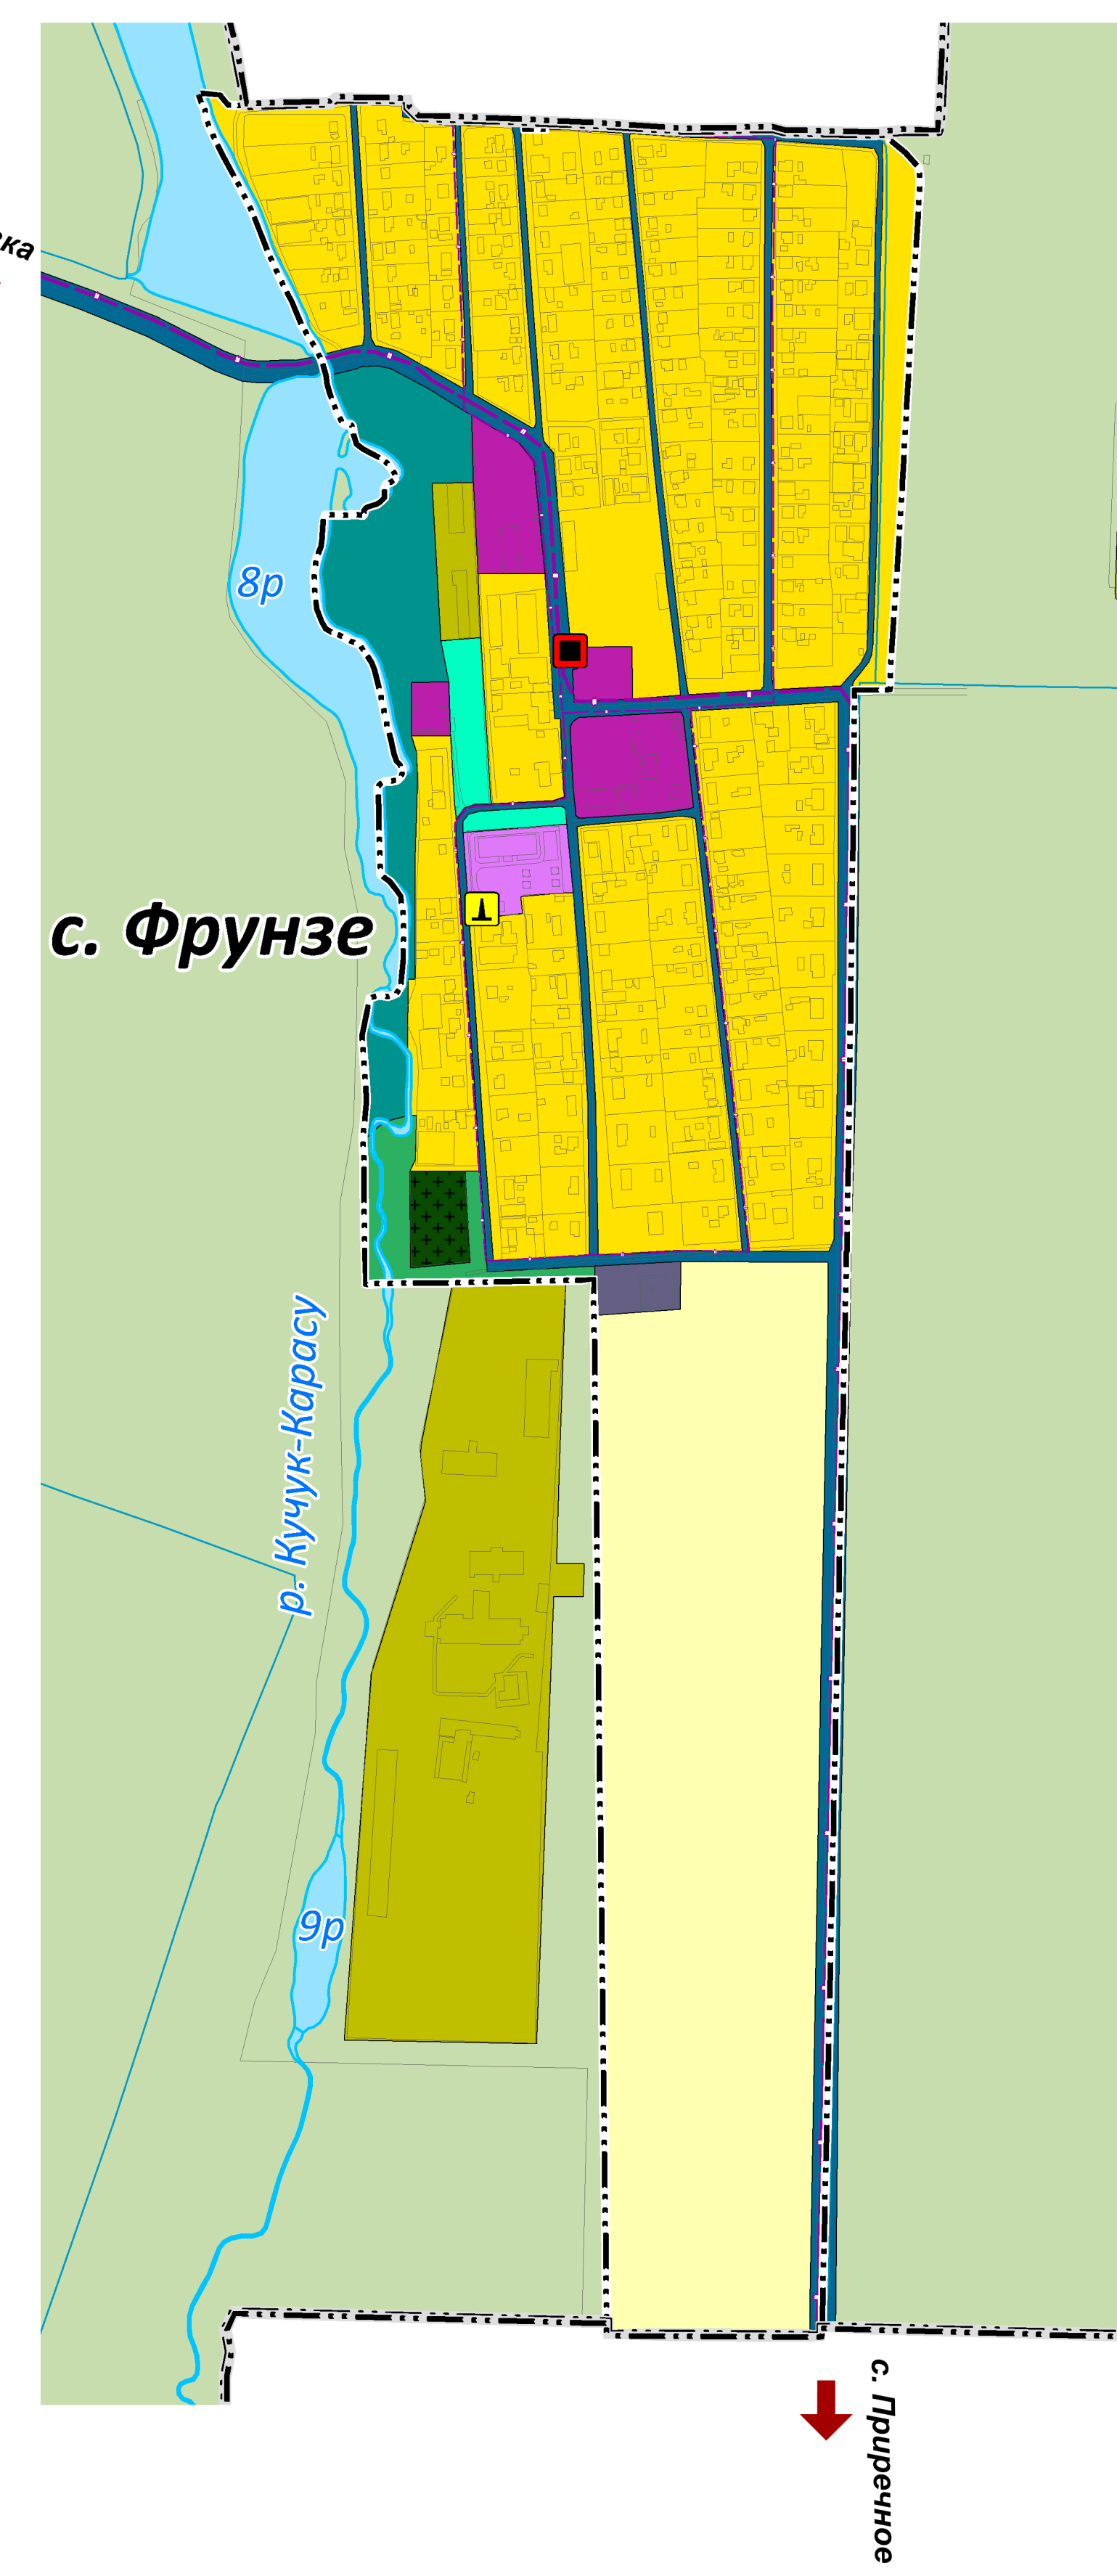 8р
с. Фрунзе
р. Кучук-Карасу
9р
с. Приречное